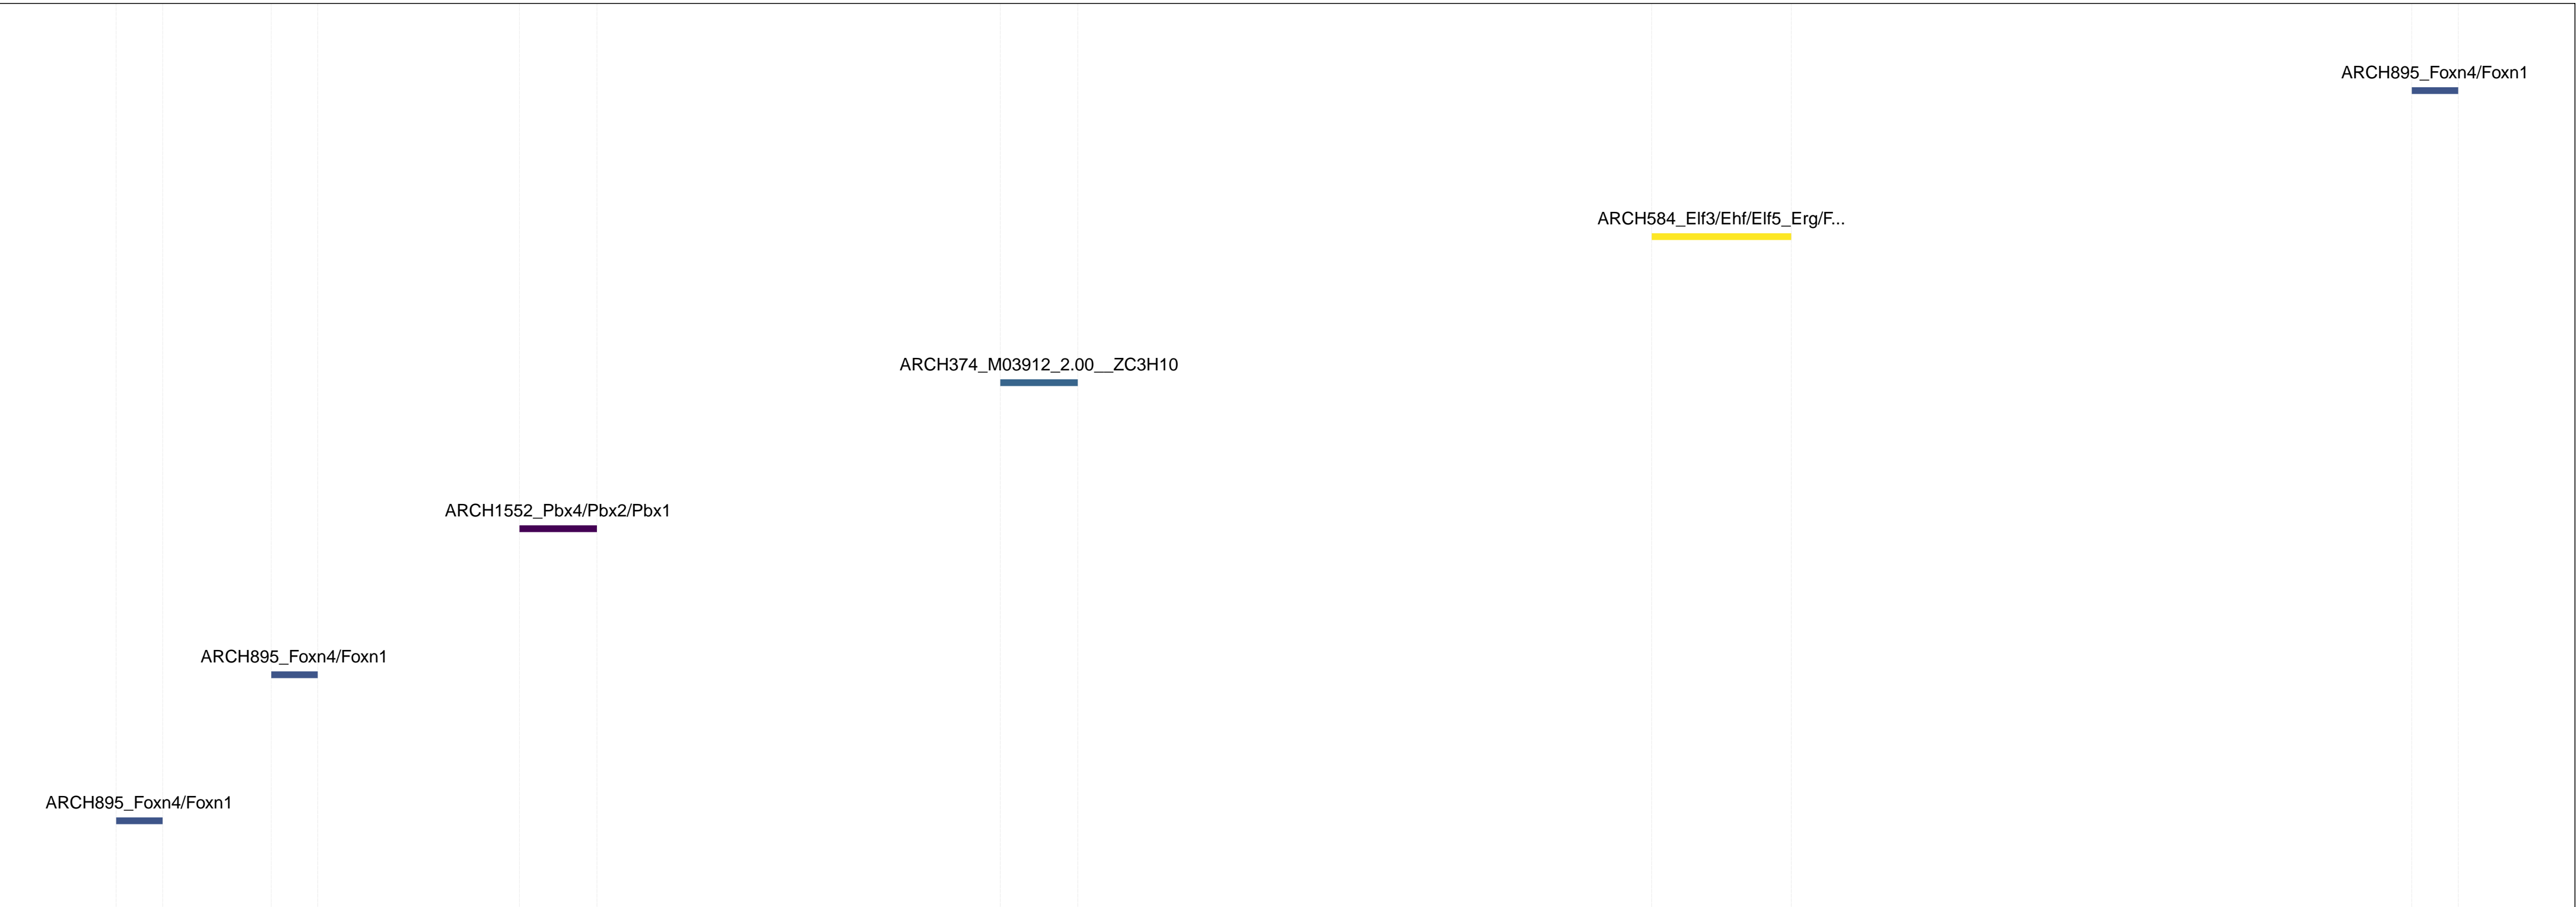 ARCH895_Foxn4/Foxn1
ARCH584_Elf3/Ehf/Elf5_Erg/F...
ARCH374_M03912_2.00__ZC3H10
ARCH1552_Pbx4/Pbx2/Pbx1
ARCH895_Foxn4/Foxn1
ARCH895_Foxn4/Foxn1